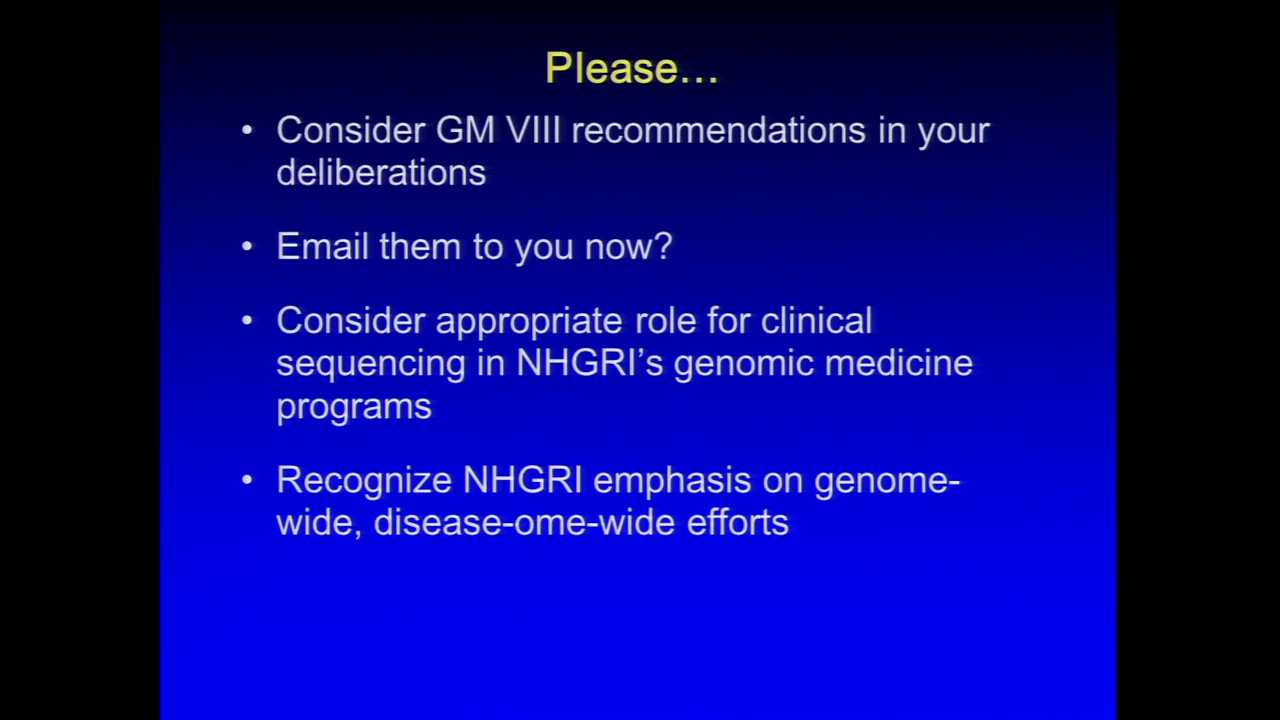 Please…
• Consider GM VIII recommendations in your
deliberations
• Email them to you now?
• Consider appropriate role for clinical
sequencing in NHGRI’s genomic medicine
programs
• Recognize NHGRI emphasis on genome-
wide, disease-ome-wide efforts